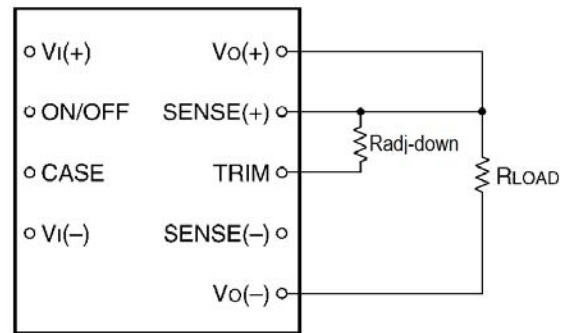 VI(+)
VO(+)
ON/OFF
SENSE(+)
Radj-down
CASE
TRIM
RLOAD
VI(–)
SENSE(–)
VO(–)